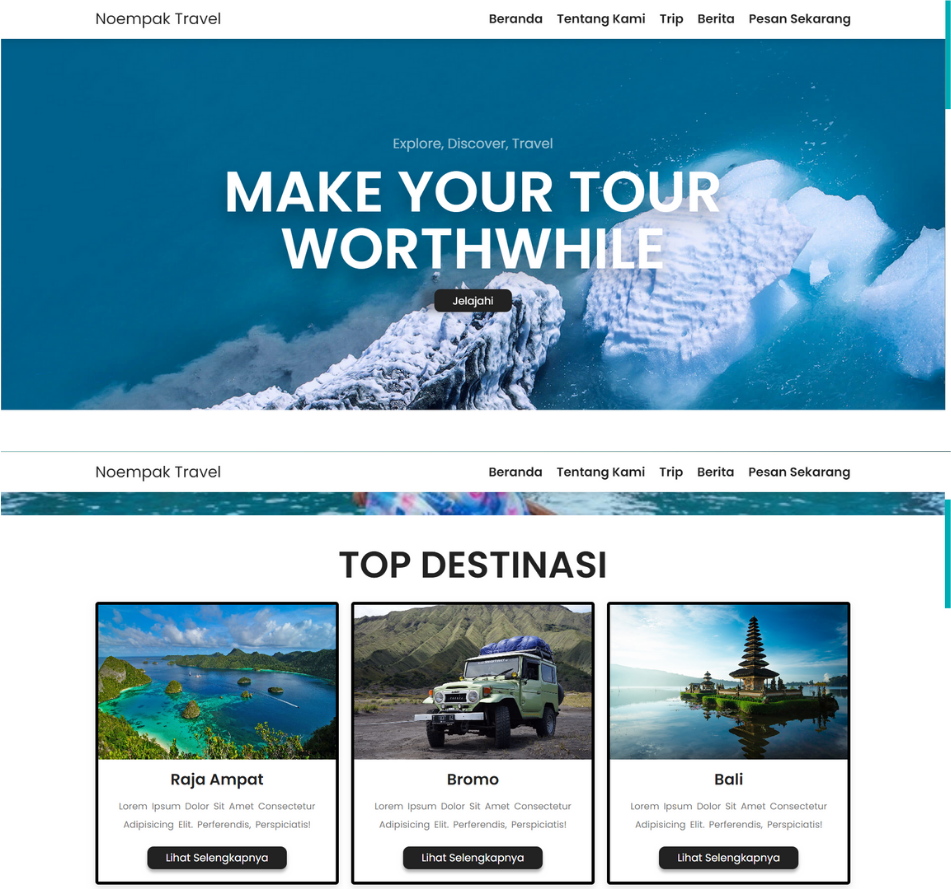 Noempak Travel
Beranda Tentang Kami Trip Berita Pesan Sekarang
Explore, Discover, Travel
MAKE YOUR TOUR
WORTHWHILE
Jelajahi
Noempak Travel
Beranda Tentang Kami Trip Berita Pesan Sekarang
TOP DESTINASI
Raja Ampat
Lorem Ipsum Dolor Sit Amet Consectetur
Adipisicing Elit. Perferendis, Perspiciatis!
Lihat Selengkapnya
Bromo
Lorem Ipsum Dolor Sit Amet Consectetur
Adipisicing Elit. Perferendis, Perspiciatis!
Lihat Selengkapnya
Bali
Lorem Ipsum Dolor Sit Amet Consectetur
Adipisicing Elit. Perferendis, Perspiciatis!
Lihat Selengkapnya